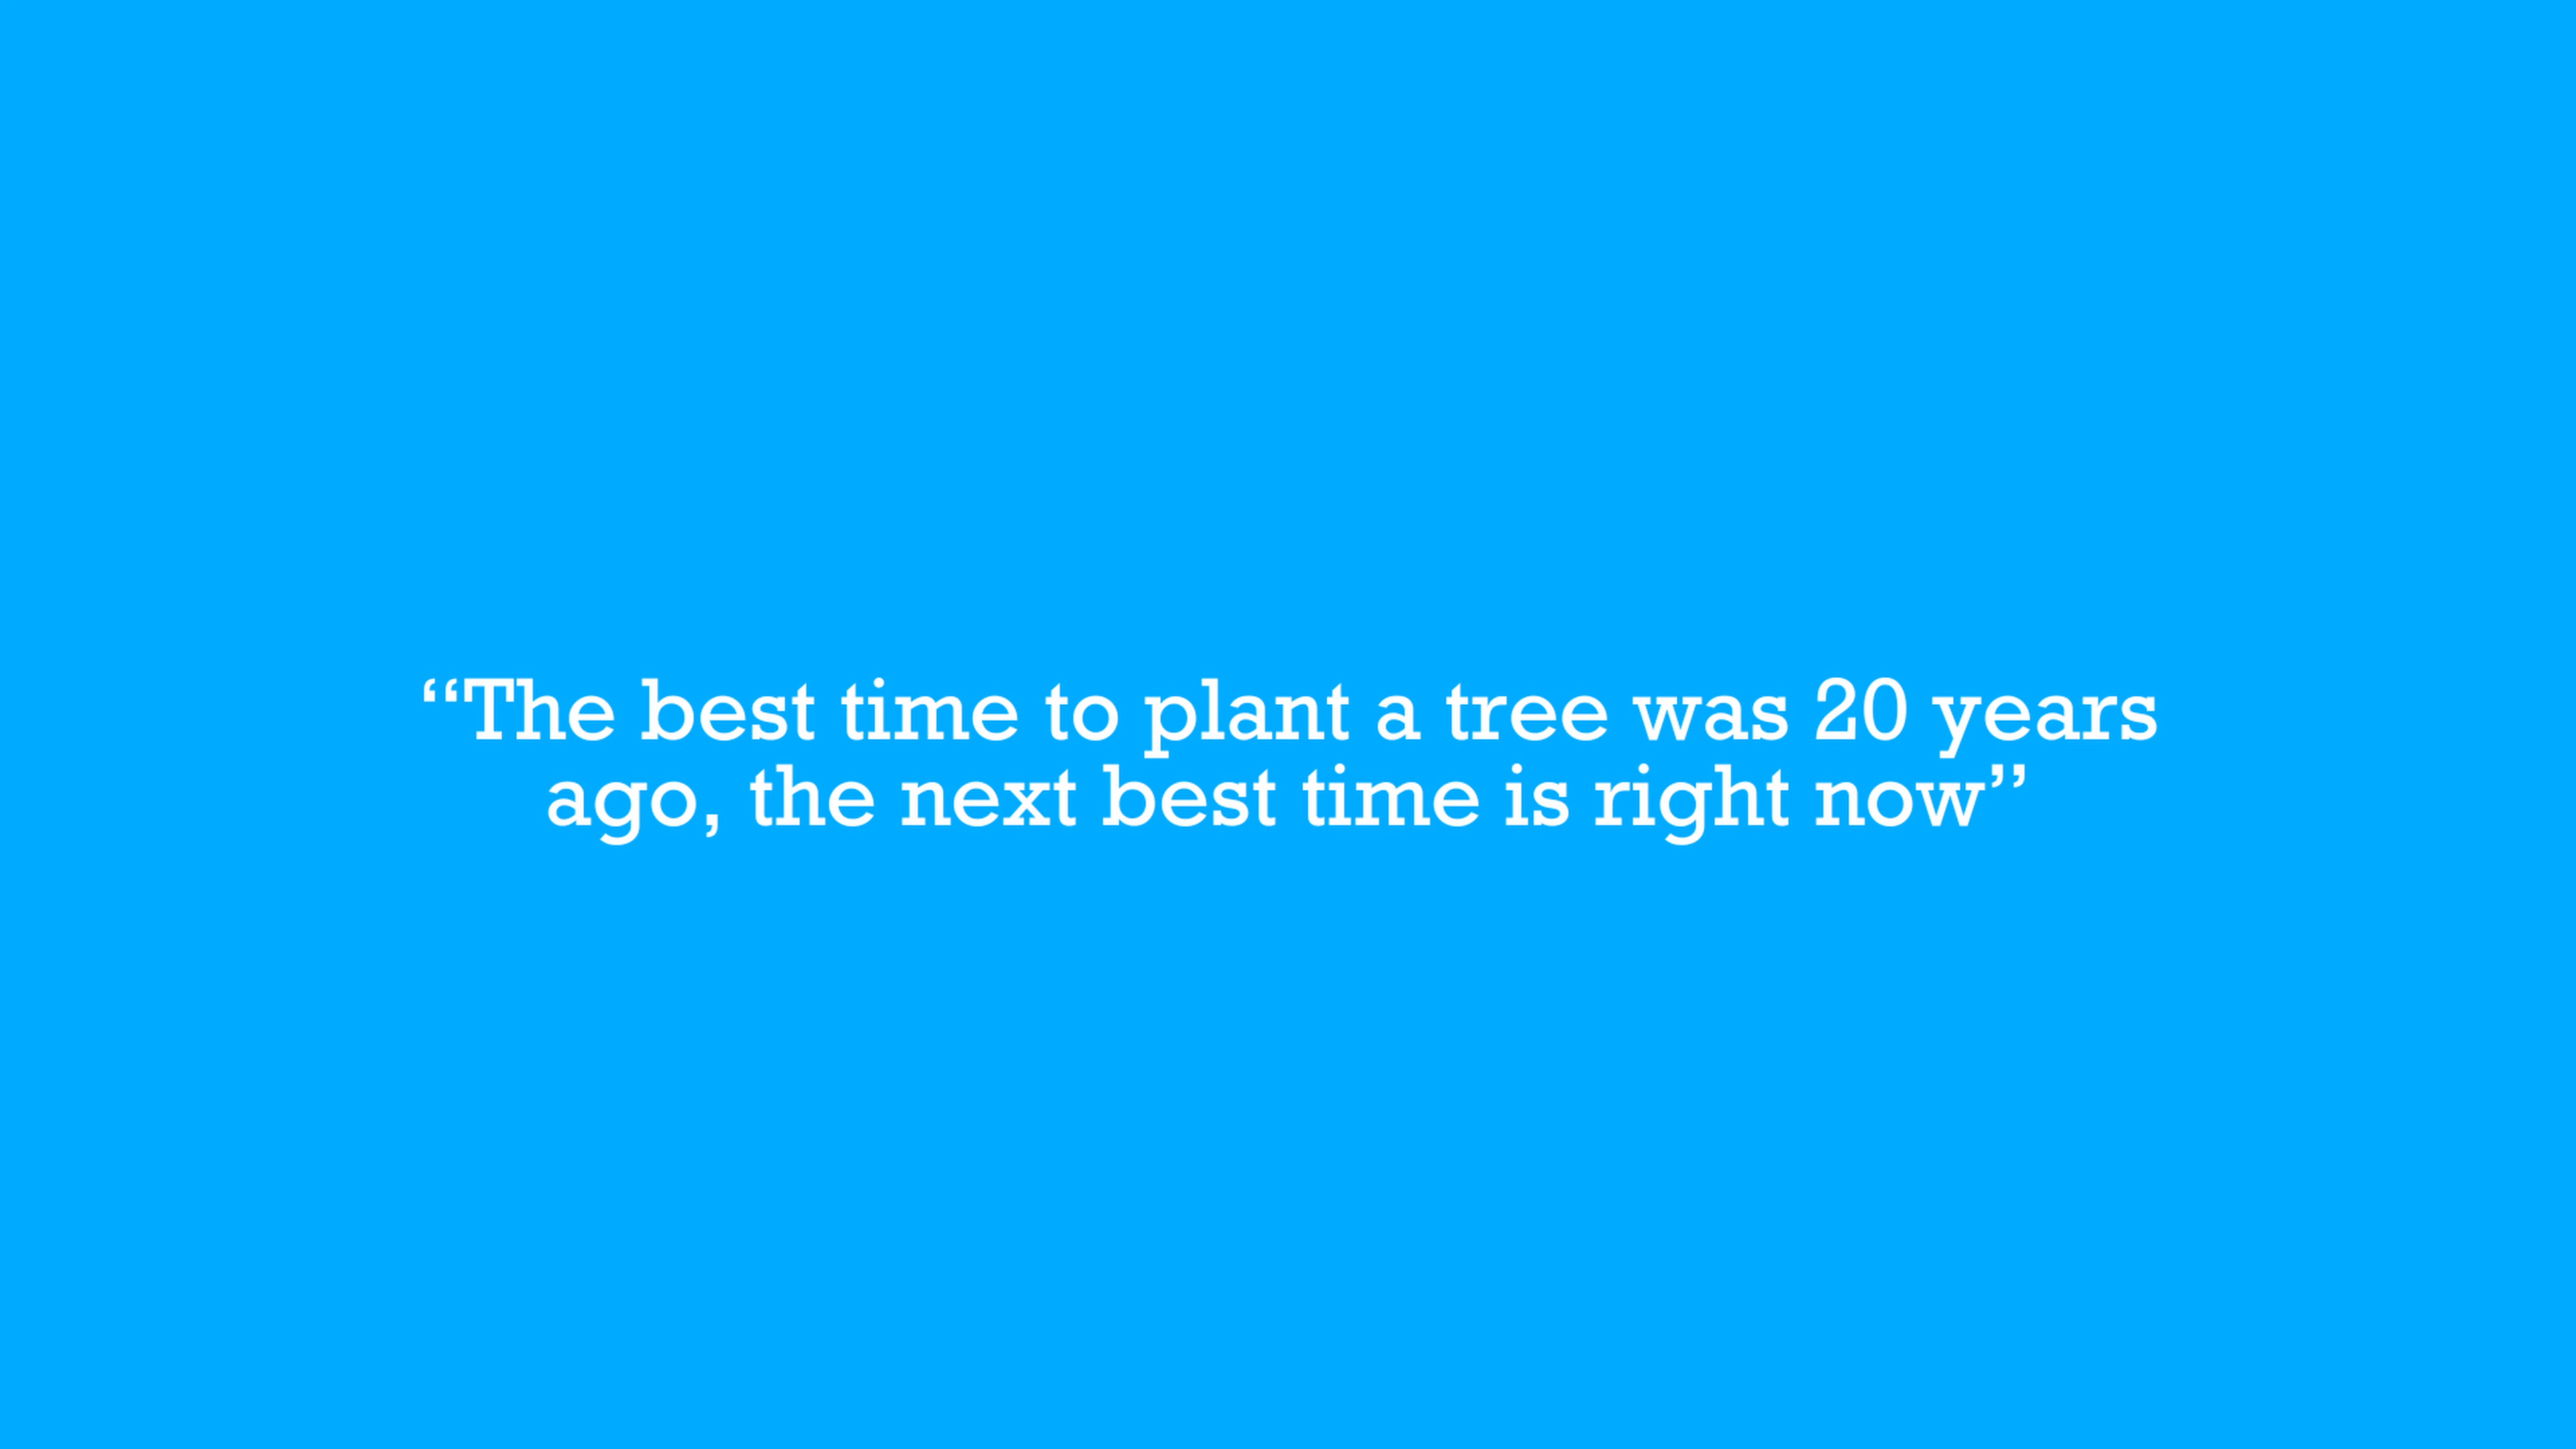 “The best time to plant a tree was 20 years
ago, the next best time is right now”